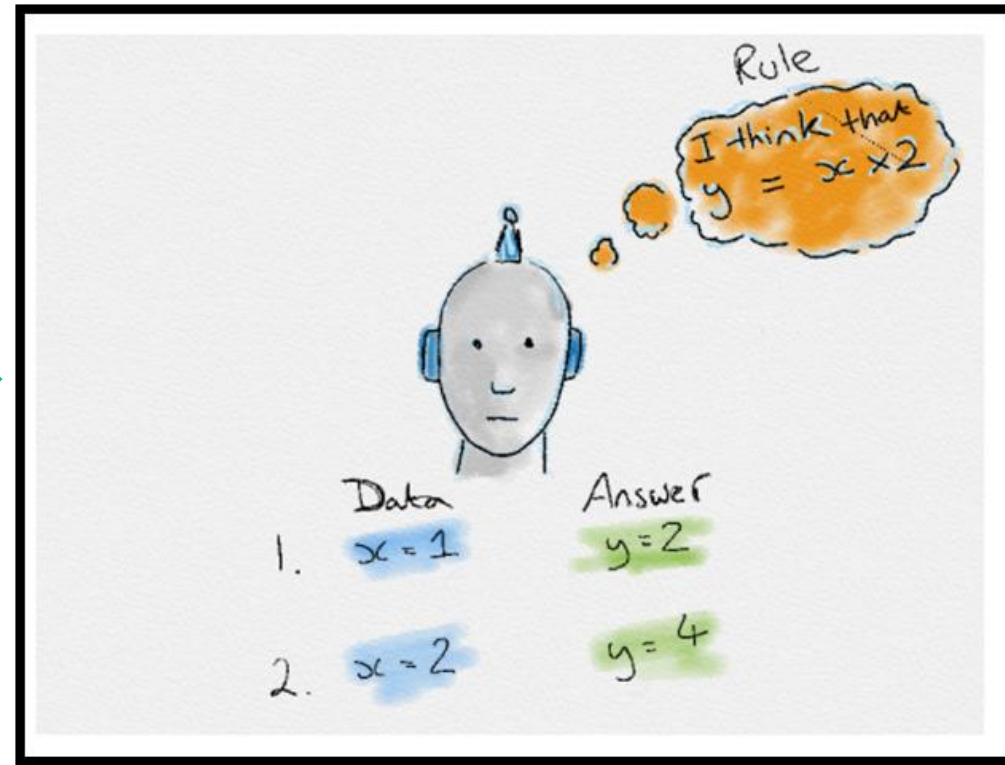 Rule
I think that
y = x × 2
Data Answer
1. x = 1 y = 2
2. x = 2 y = 4